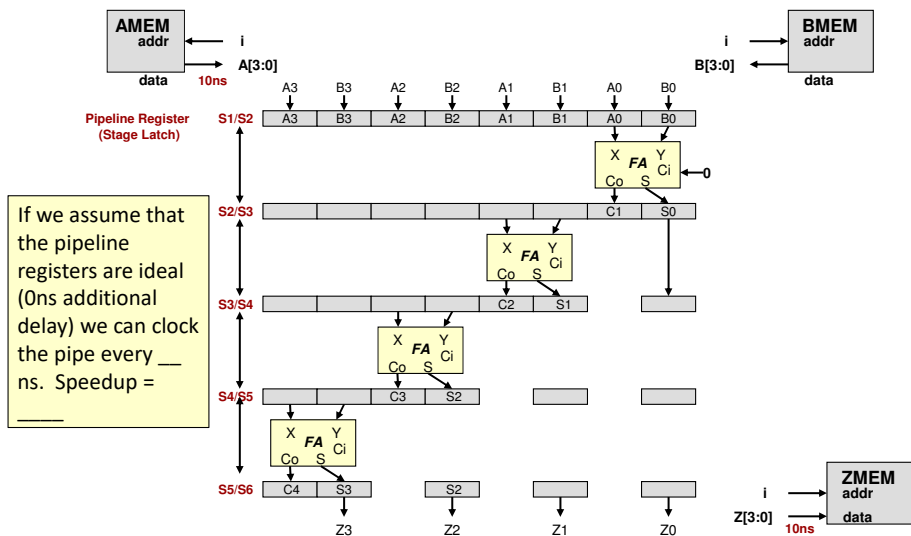 AMEM
addr
data
i
A[3:0]
10ns
BMEM
addr
data
i
B[3:0]
A3 B3 A2 B2 A1 B1 A0 B0
Pipeline Register
(Stage Latch)
S1/S2
A3 B3 A2 B2 A1 B1 A0 B0
X Y
FA
Ci
Co S
0
S2/S3
C1 S0
X Y
FA
Ci
Co S
S3/S4
C2 S1
X Y
FA
Ci
Co S
S4/S5
C3 S2
X Y
FA
Ci
Co S
S5/S6
C4 S3 S2
Z3 Z2 Z1 Z0
If we assume that
the pipeline
registers are ideal
(0ns additional
delay) we can clock
the pipe every __
ns. Speedup =
____
i
Z[3:0]
10ns
ZMEM
addr
data